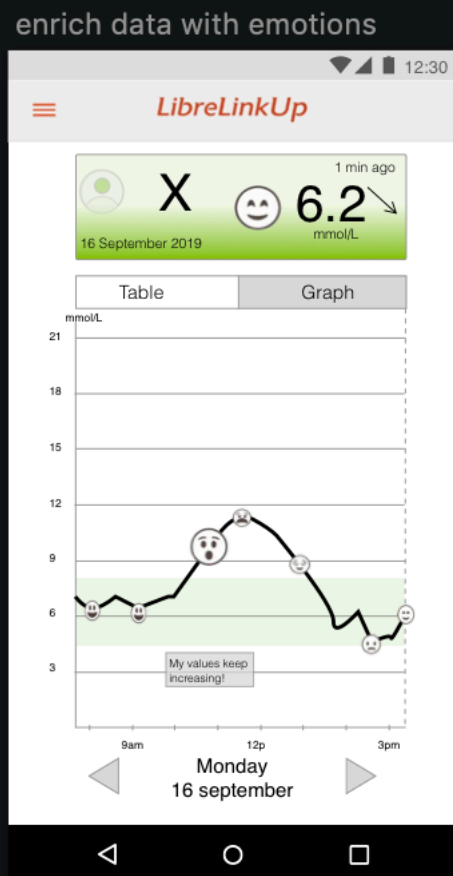 enrich data with emotions
12:30
LibreLinkUp
1 min ago
X
6.2
mmol/L
16 September 2019
Table
Graph
mmol/L
21
18
15
12
9
6
3
My values keep
increasing!
9am
12p
3pm
Monday
16 september